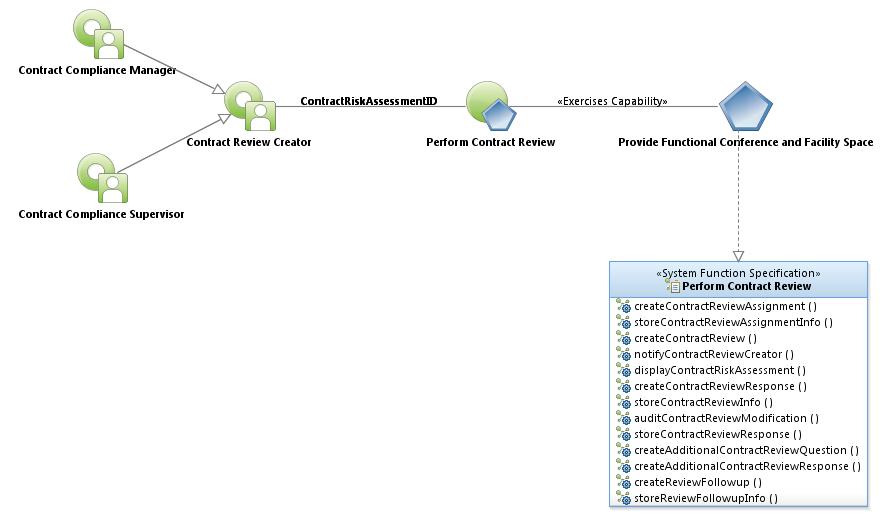 Contract Compliance Manager
ContractRiskAssessmentID
«Exercises Capability»
Contract Review Creator
Perform Contract Review
Provide Functional Conference and Facility Space
Contract Compliance Supervisor
«System Function Specification»
Perform Contract Review
createContractReviewAssignment ( )
storeContractReviewAssignmentInfo ( )
createContractReview ( )
notifyContractReviewCreator ( )
displayContractRiskAssessment ( )
createContractReviewResponse ( )
storeContractReviewInfo ( )
auditContractReviewModification ( )
storeContractReviewResponse ( )
createAdditionalContractReviewQuestion ( )
createAdditionalContractReviewResponse ( )
createReviewFollowup ( )
storeReviewFollowupInfo ( )